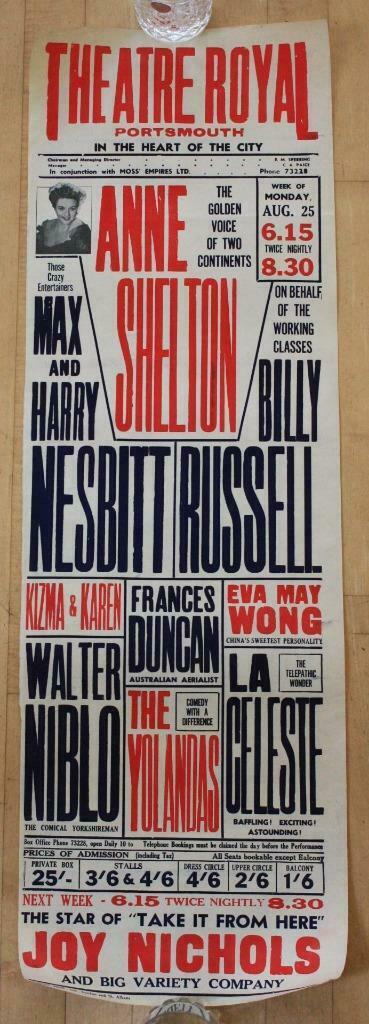 THEATRE ROYAL
PORTSMOUTH
IN THE HEART OF THE CITY
Chairman and Managing Director
Manager
In conjunction with MOSS' EMPIRES LTD. Phone 73228
ANNE
SHELTON
THE
GOLDEN
VOICE
OF TWO
CONTINENTS
WEEK OF
MONDAY,
AUG. 25
6.15
TWICE NIGHTLY
8.30
Those
Crazy
Entertainers
MAX
AND
HARRY
NESBITT
ON BEHALF
OF THE
WORKING
CLASSES
BILLY
RUSSELL
KIZMA & KAREN
WALTER
NIBLO
THE COMICAL YORKSHIREMAN
FRANCES
DUNCAN
AUSTRALIAN AERIALIST
THE
COMEDY
WITH A
DIFFERENCE
YOLANDAS
EVA MAY
WONG
CHINA'S SWEETEST PERSONALITY
LA
THE
TELEPATHIC
WONDER
CELESTE
BAFFLING! EXCITING!
ASTOUNDING!
Box Office Phone 73228, open Daily 10 to Telephone Bookings must be claimed the day before the Performance
PRICES OF ADMISSION (including Tax) All Seats bookable except Balcony
PRIVATE BOX STALLS DRESS CIRCLE UPPER CIRCLE BALCONY
25/- 3/6 & 4/6 4/6 2/6 1/6
NEXT WEEK - 6.15 TWICE NIGHTLY 8.30
THE STAR OF "TAKE IT FROM HERE"
JOY NICHOLS
AND BIG VARIETY COMPANY